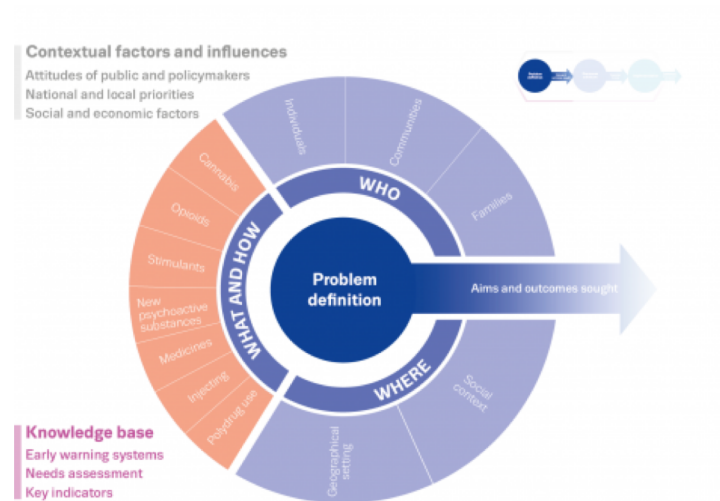 Contextual factors and influences
Attitudes of public and policymakers
National and local priorities
Social and economic factors
Individuals
Communities
Families
WHO
Cannabis
Opioids
Stimulants
New
psychoactive
substances
Medicines
Injecting
Polydrug use
WHAT AND HOW
Problem
definition
Aims and outcomes sought
WHERE
Social
context
Geographical
setting
Knowledge base
Early warning systems
Needs assessment
Key indicators